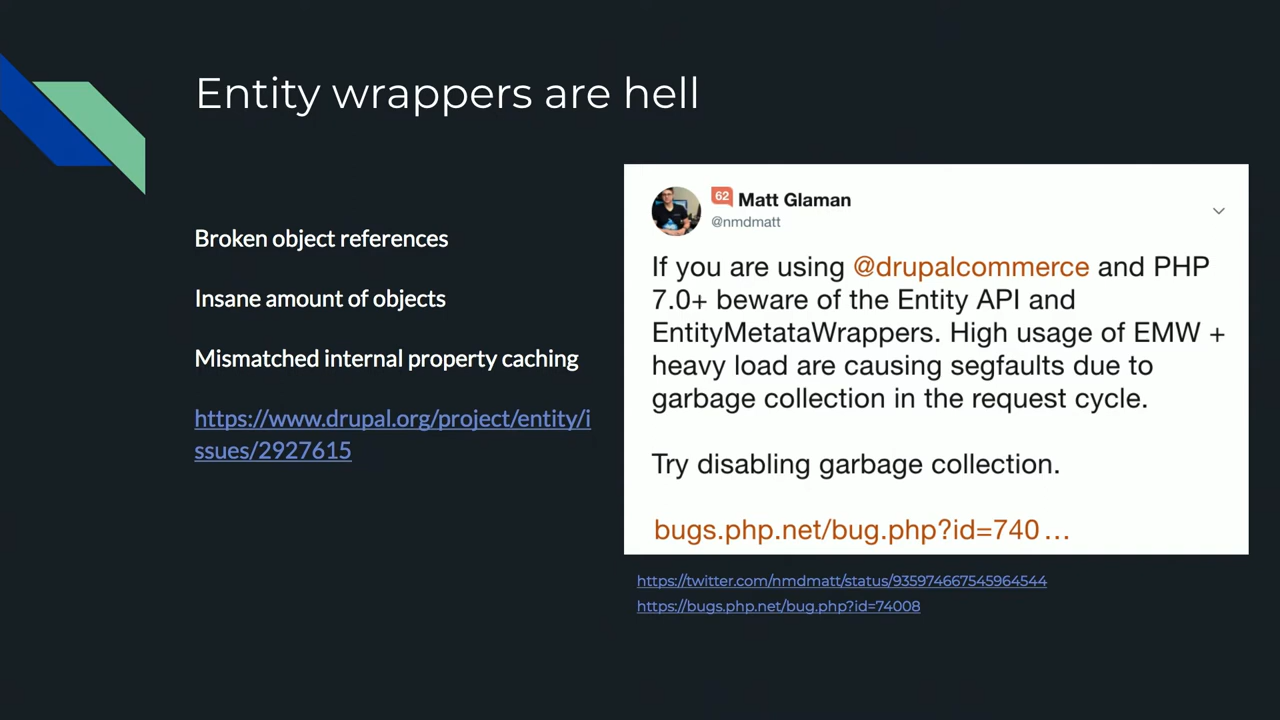 Entity wrappers are hell
Broken object references
Insane amount of objects
Mismatched internal property caching
https://www.drupal.org/project/entity/i
ssues/2927615
62 Matt Glaman
@nmdmatt
If you are using @drupalcommerce and PHP
7.0+ beware of the Entity API and
EntityMetataWrappers. High usage of EMW +
heavy load are causing segfaults due to
garbage collection in the request cycle.
Try disabling garbage collection.
bugs.php.net/bug.php?id=740…
https://twitter.com/nmdmatt/status/935974667545964544
https://bugs.php.net/bug.php?id=74008